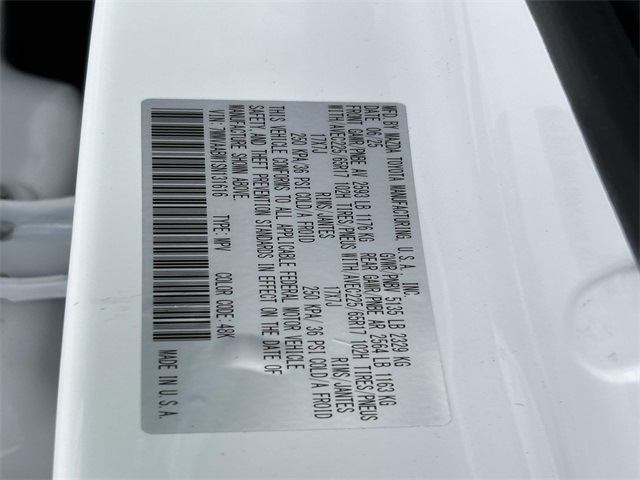 MFD BY MAZDA TOYOTA MANUFACTURING, U.S.A., INC.
DATE 06/25 GVWR/PNBV 5135 LB 2329 KG
FRONT GAWR/PNBE AV 2593 LB 1176 KG REAR GAWR/PNBE AR 2564 LB 1163 KG
WITH/AVEC225/65R17 102H TIRES/PNEUS WITH/AVEC225/65R17 102H TIRES/PNEUS
17X7J RINS/JANTES 17X7J RINS/JANTES
250 KPA/36 PSI COLD/A FROID 250 KPA/36 PSI COLD/A FROID
THIS VEHICLE CONFORMS TO ALL APPLICABLE FEDERAL MOTOR VEHICLE
SAFETY AND THEFT PREVENTION STANDARDS IN EFFECT ON THE DATE OF
MANUFACTURE SHOWN ABOVE.
TYPE:MPV COLOR CODE:48K
MADE IN U.S.A.